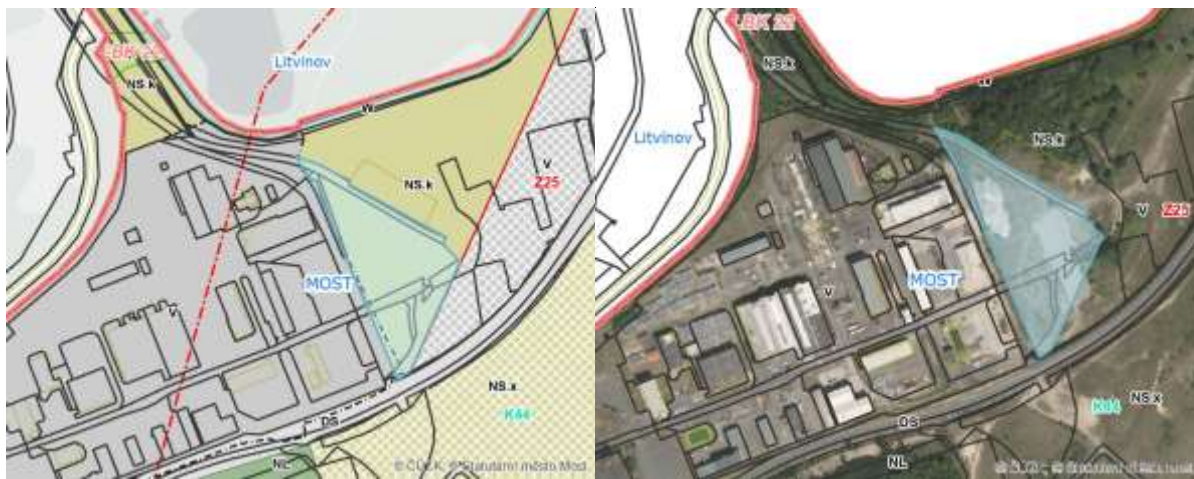 LBK 22
NS.k
Litvínov
W
NS.k
V
Z25
MOST
V
NS.x
K44
DS
NL
© ČÚZK, © Statutární město Most
LBK 22
NS.k
W
Litvínov
NS.k
V
Z25
MOST
V
NS.x
K44
DS
NL